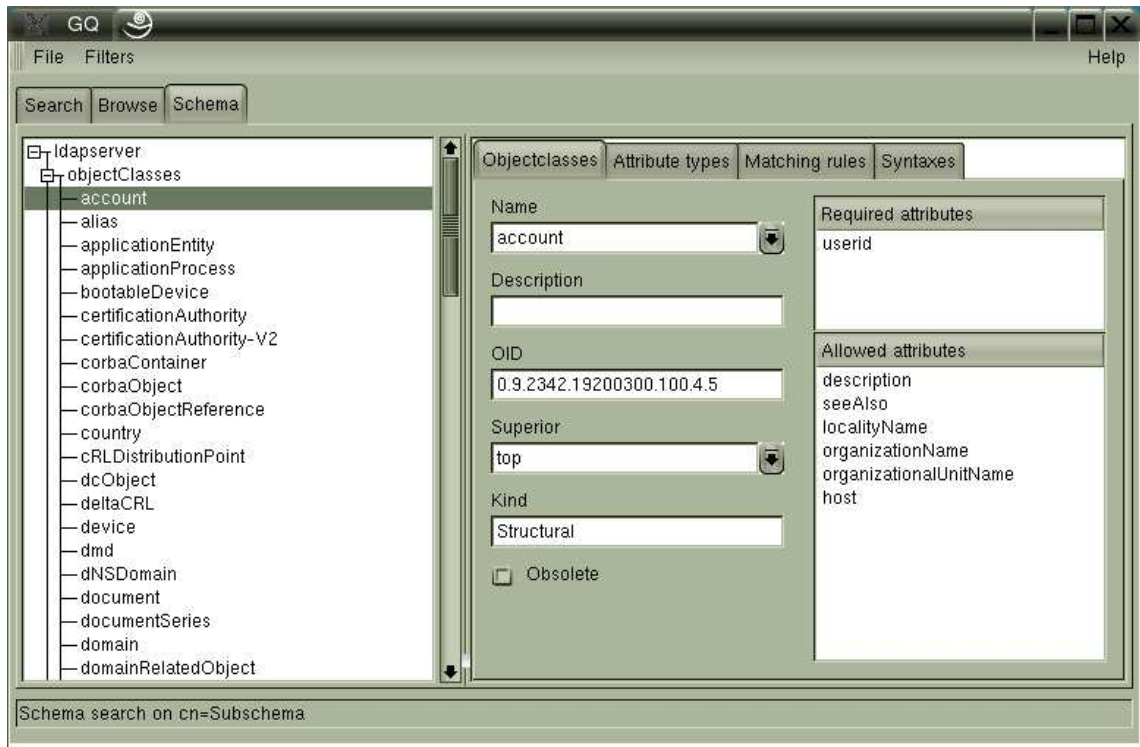 GQ
File Filters Help
Search Browse Schema
ldapserver
objectClasses
account
alias
applicationEntity
applicationProcess
bootableDevice
certificationAuthority
certificationAuthority-V2
corbaContainer
corbaObject
corbaObjectReference
country
cRLDistributionPoint
dcObject
deltaCRL
device
dmd
dNSDomain
document
documentSeries
domain
domainRelatedObject
Objectclasses Attribute types Matching rules Syntaxes
Name
account
Description
OID
0.9.2342.19200300.100.4.5
Superior
top
Kind
Structural
Obsolete
Required attributes
userid
Allowed attributes
description
seeAlso
localityName
organizationName
organizationalUnitName
host
Schema search on cn=Subschema